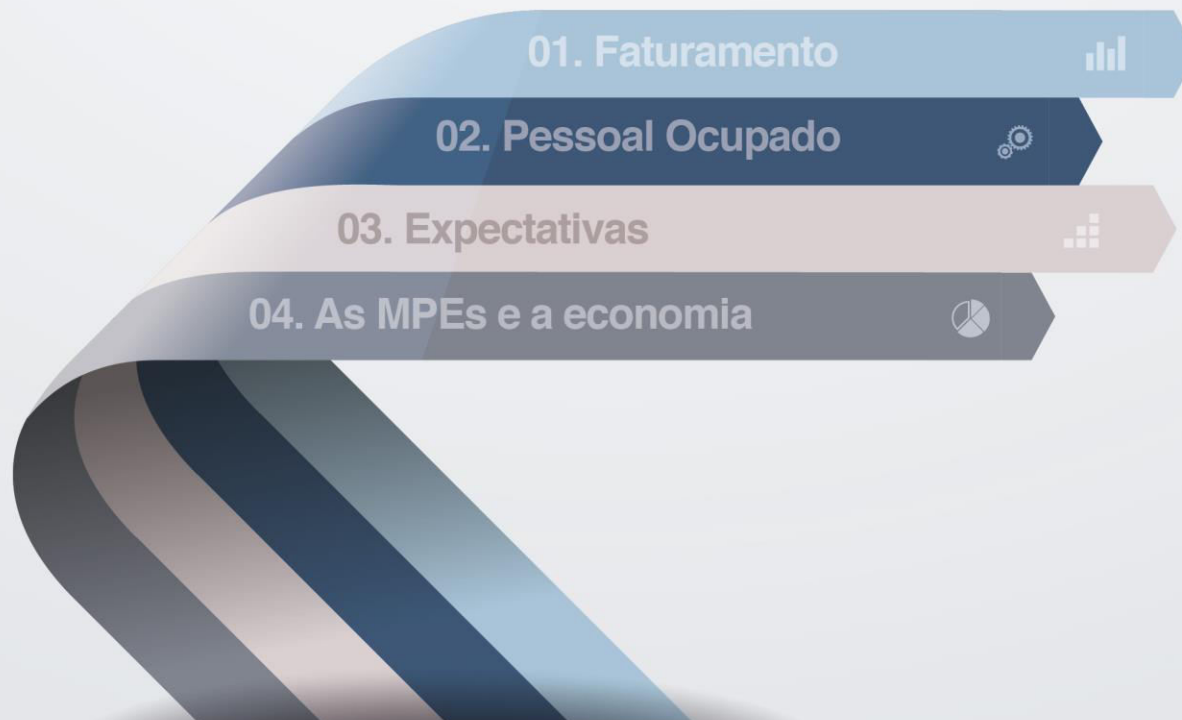 01. Faturamento
02. Pessoal Ocupado
03. Expectativas
04. As MPEs e a economia